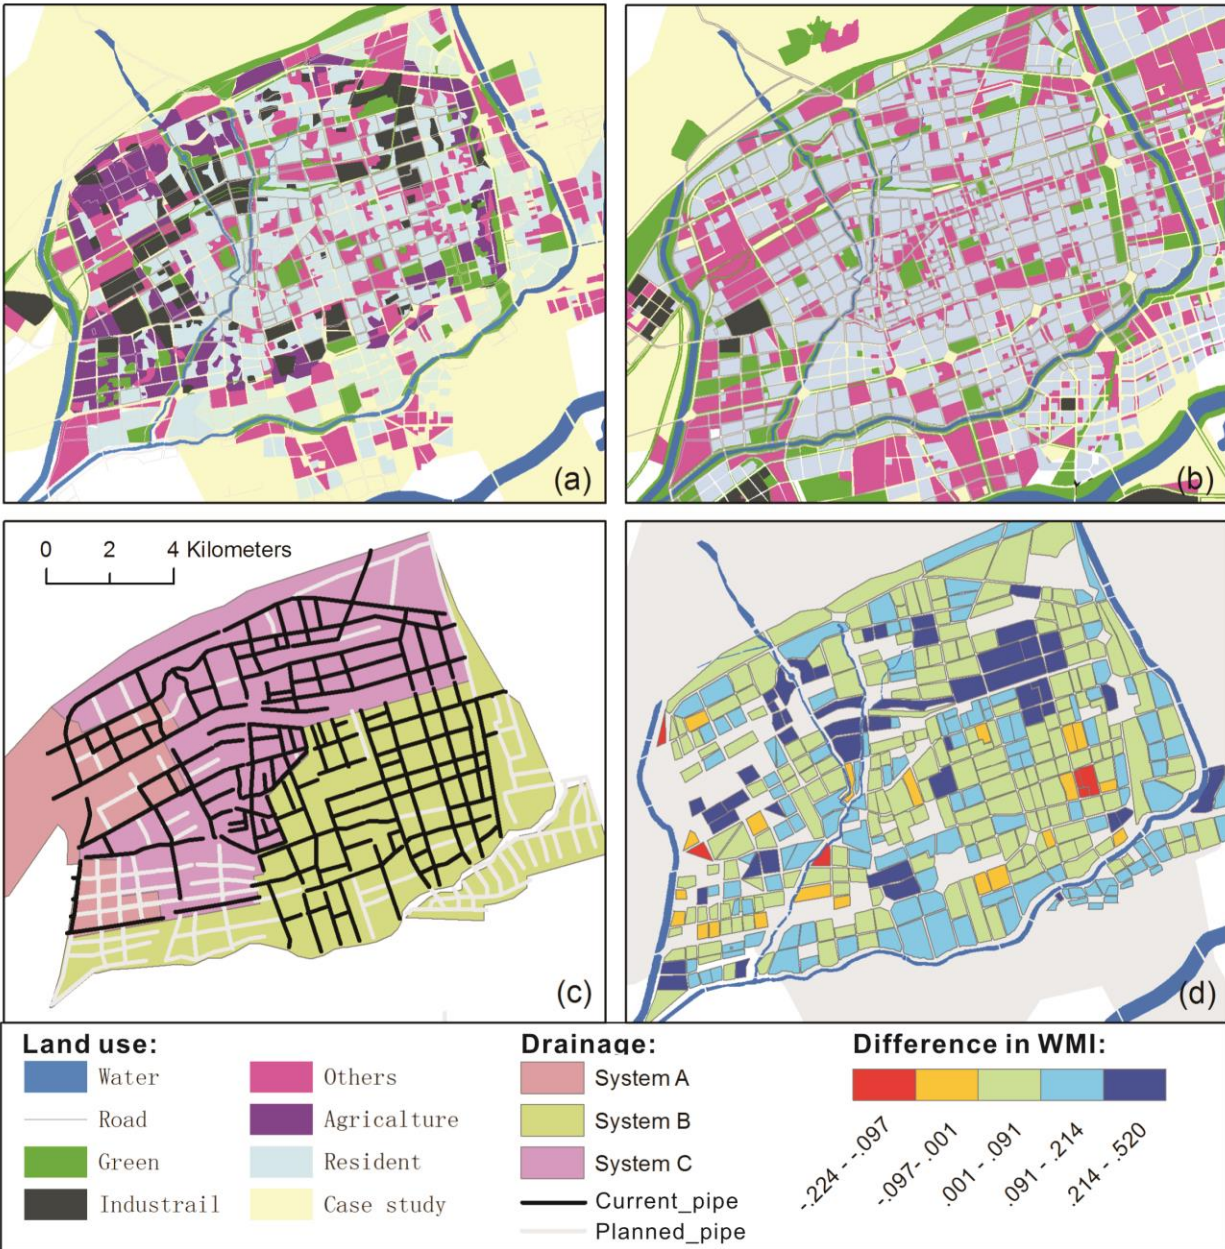 (a)
(b)
0 2 4 Kilometers
(c)
(d)
Land use:
Water
Road
Green
Industrail
Others
Agricalture
Resident
Case study
Drainage:
System A
System B
System C
Current_pipe
Planned_pipe
Difference in WMI:
-.224 - -.097
-.097- .001
.001 - .091
.091 - .214
.214 - .520